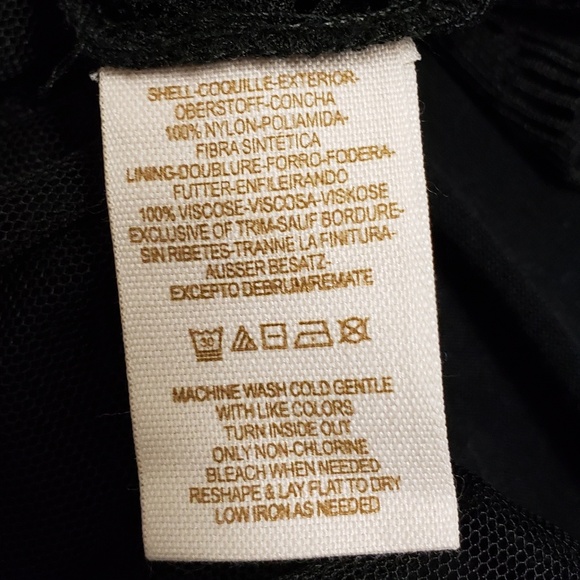 SHELL-COQUILLE-EXTERIOR-
OBERSTOFF-CONCHA
100% NYLON-POLIAMIDA-
FIBRA SINTÉTICA
LINING-DOUBLURE-FORRO-FODERA-
FUTTER-ENFILEIRANDO
100% VISCOSE-VISCOSA-VISKOSE
EXCLUSIVE OF TRIM-SAUF BORDURE-
SIN RIBETES-TRANNE LA FINITURA-
AUSSER BESATZ-
EXCEPTO DEBRUM/REMATE
30
MACHINE WASH COLD GENTLE
WITH LIKE COLORS
TURN INSIDE OUT
ONLY NON-CHLORINE
BLEACH WHEN NEEDED
RESHAPE & LAY FLAT TO DRY
LOW IRON AS NEEDED